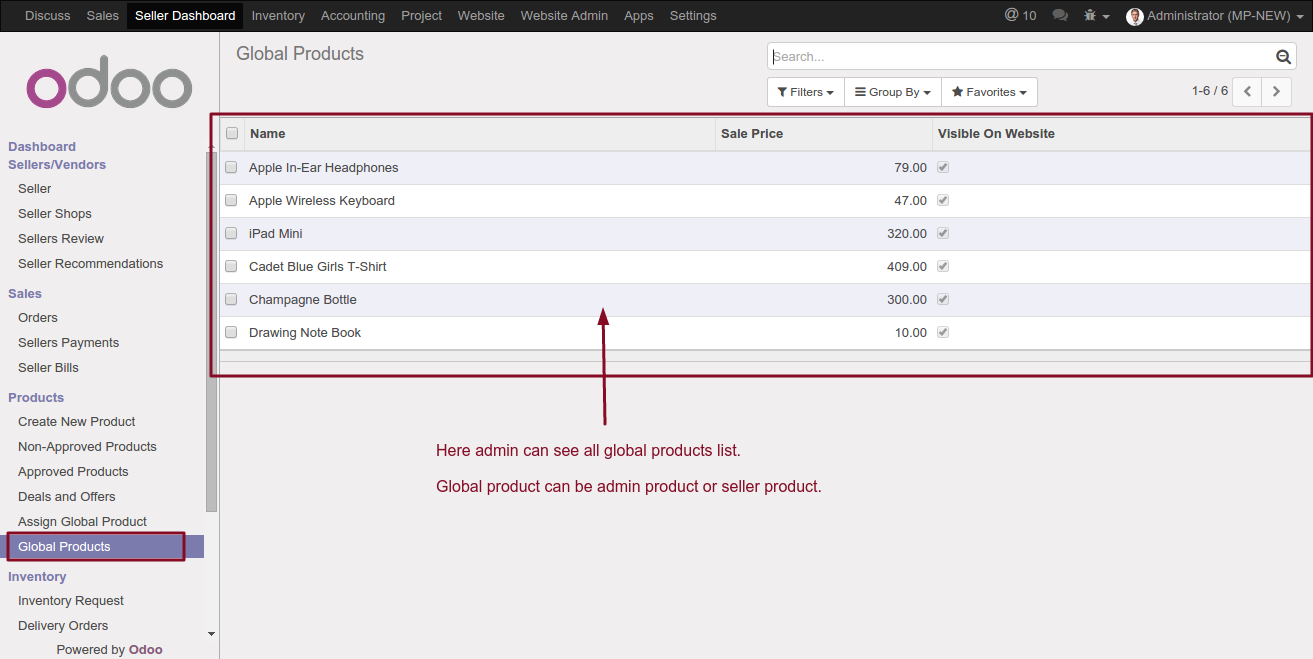 Discuss Sales Seller Dashboard Inventory Accounting Project Website Website Admin Apps Settings @ 10 Administrator (MP-NEW)
odoo
Global Products
Search...
Filters Group By Favorites 1-6 / 6
Dashboard
Sellers/Vendors
Seller
Seller Shops
Sellers Review
Seller Recommendations
Sales
Orders
Sellers Payments
Seller Bills
Products
Create New Product
Non-Approved Products
Approved Products
Deals and Offers
Assign Global Product
Global Products
Inventory
Inventory Request
Delivery Orders
Powered by Odoo
Name Sale Price Visible On Website
Apple In-Ear Headphones 79.00
Apple Wireless Keyboard 47.00
iPad Mini 320.00
Cadet Blue Girls T-Shirt 409.00
Champagne Bottle 300.00
Drawing Note Book 10.00
Here admin can see all global products list.
Global product can be admin product or seller product.